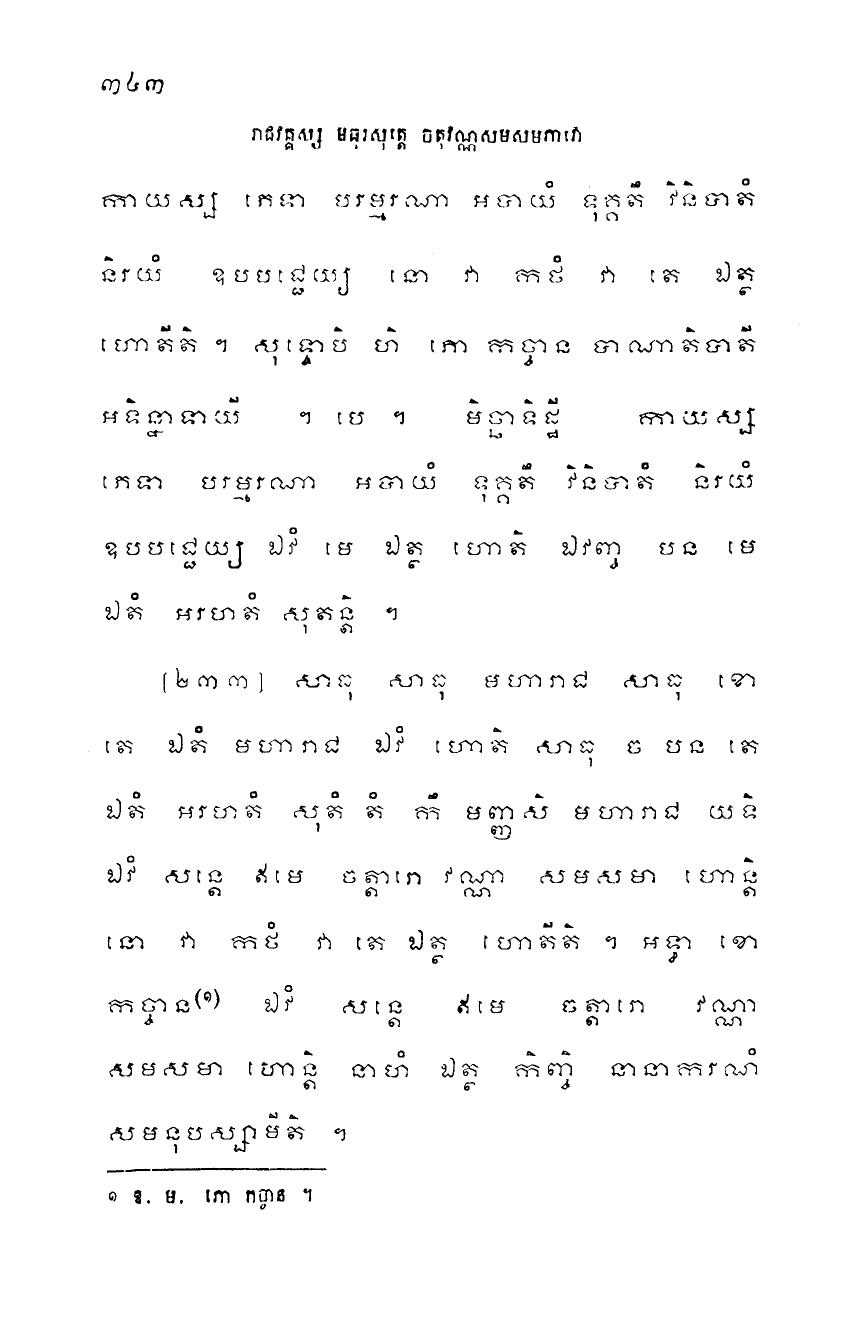 ៣៤៣
រាជវគ្គស្ស មធុរសុត្តេ ចតុវណ្ណសមសមភាវោ
កាយស្ស ភេទា បរម្មរណា អបាយំ ទុគ្គតឹ វិនិបាតំ
និរយំ ឧបបជ្ជេយ្យ នោ វា កថំ វា តេ ឯត្ថ
ហោតីតិ ។ សុទ្ទោបិ ហិ ភោ កច្ចាន បាណាតិបាតី
អទិន្នាទាយី ។ បេ ។ មិច្ឆាទិដ្ឋី កាយស្ស
ភេទា បរម្មរណា អបាយំ ទុគ្គតឹ វិនិបាតំ និរយំ
ឧបបជ្ជេយ្យ ឯវំ មេ ឯត្ថ ហោតិ ឯវញ្ច បន មេ
ឯតំ អរហតំ សុតន្តិ ។
[២៣៣] សាធុ សាធុ មហារាជ សាធុ ខោ
តេ ឯតំ មហារាជ ឯវំ ហោតិ សាធុ ច បន តេ
ឯតំ អរហតំ សុតំ តំ កឹ មញ្ញសិ មហារាជ យទិ
ឯវំ សន្តេ ឥមេ ចត្តារោ វណ្ណា សមសមា ហោន្តិ
នោ វា កថំ វា តេ ឯត្ថ ហោតីតិ ។ អទ្ធា ខោ
កច្ចាន(១) ឯវំ សន្តេ ឥមេ ចត្តារោ វណ្ណា
សមសមា ហោន្តិ នាហំ ឯត្ថ កិញ្ចិ នានាករណំ
សមនុបស្សាមីតិ ។
១ ឱ. ម. ភោ កច្ចាន ។